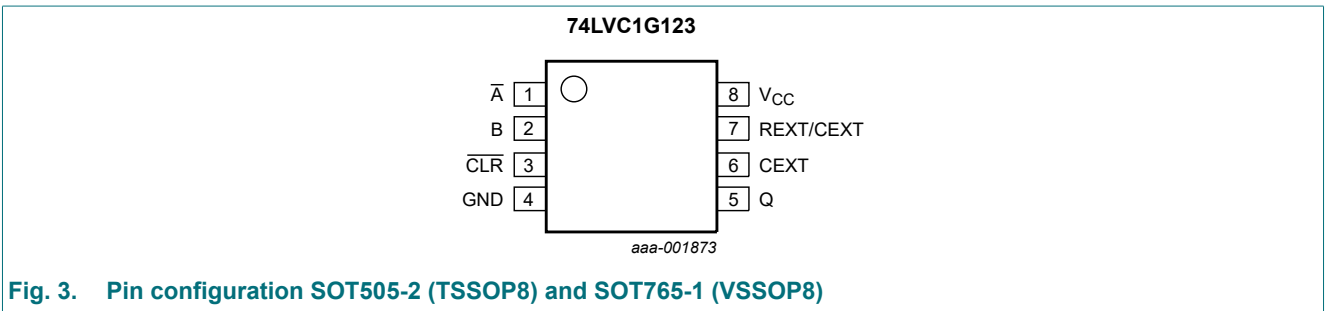 74LVC1G123
A̅ 1 8 VCC
B 2 7 REXT/CEXT
C̅L̅R̅ 3 6 CEXT
GND 4 5 Q
aaa-001873
Fig. 3. Pin configuration SOT505-2 (TSSOP8) and SOT765-1 (VSSOP8)